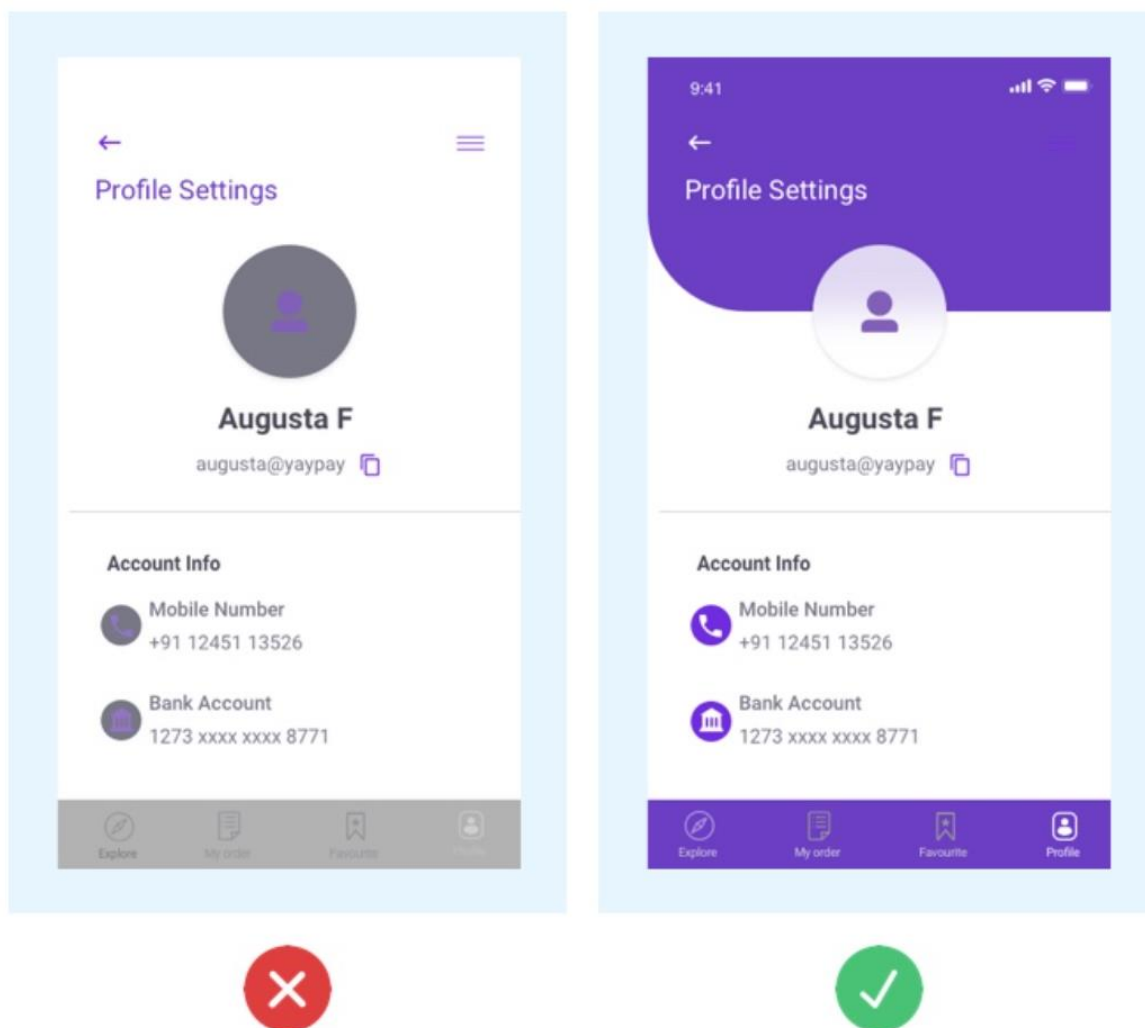 Profile Settings
Augusta F
augusta@yaypay
Account Info
Mobile Number
+91 12451 13526
Bank Account
1273 xxxx xxxx 8771
Explore
My order
Favourite
Profile
9:41
Profile Settings
Augusta F
augusta@yaypay
Account Info
Mobile Number
+91 12451 13526
Bank Account
1273 xxxx xxxx 8771
Explore
My order
Favourite
Profile